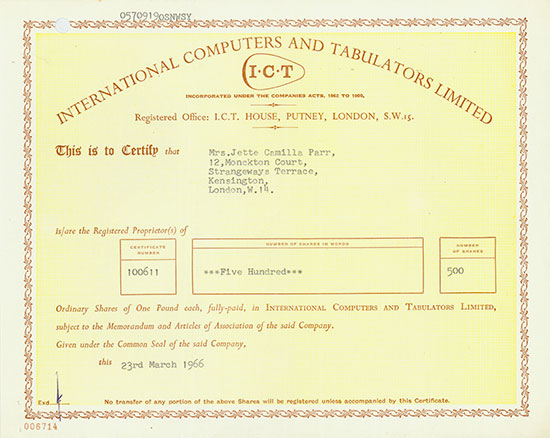 0570919OSNWSY
INTERNATIONAL COMPUTERS AND TABULATORS LIMITED
I·C·T
INCORPORATED UNDER THE COMPANIES ACTS, 1862 TO 1900,
Registered Office: I.C.T. HOUSE, PUTNEY, LONDON, S.W.15.
This is to Certify that Mrs.Jette Camilla Parr,
12,Monckton Court,
Strangeways Terrace,
Kensington,
London,W.14.
is/are the Registered Proprietor(s) of
CERTIFICATE NUMBER
100611
NUMBER OF SHARES IN WORDS
***Five Hundred***
NUMBER OF SHARES
500
Ordinary Shares of One Pound each, fully-paid, in INTERNATIONAL COMPUTERS AND TABULATORS LIMITED,
subject to the Memorandum and Articles of Association of the said Company.
Given under the Common Seal of the said Company,
this 23rd March 1966
Exd.
No transfer of any portion of the above Shares will be registered unless accompanied by this Certificate.
006714